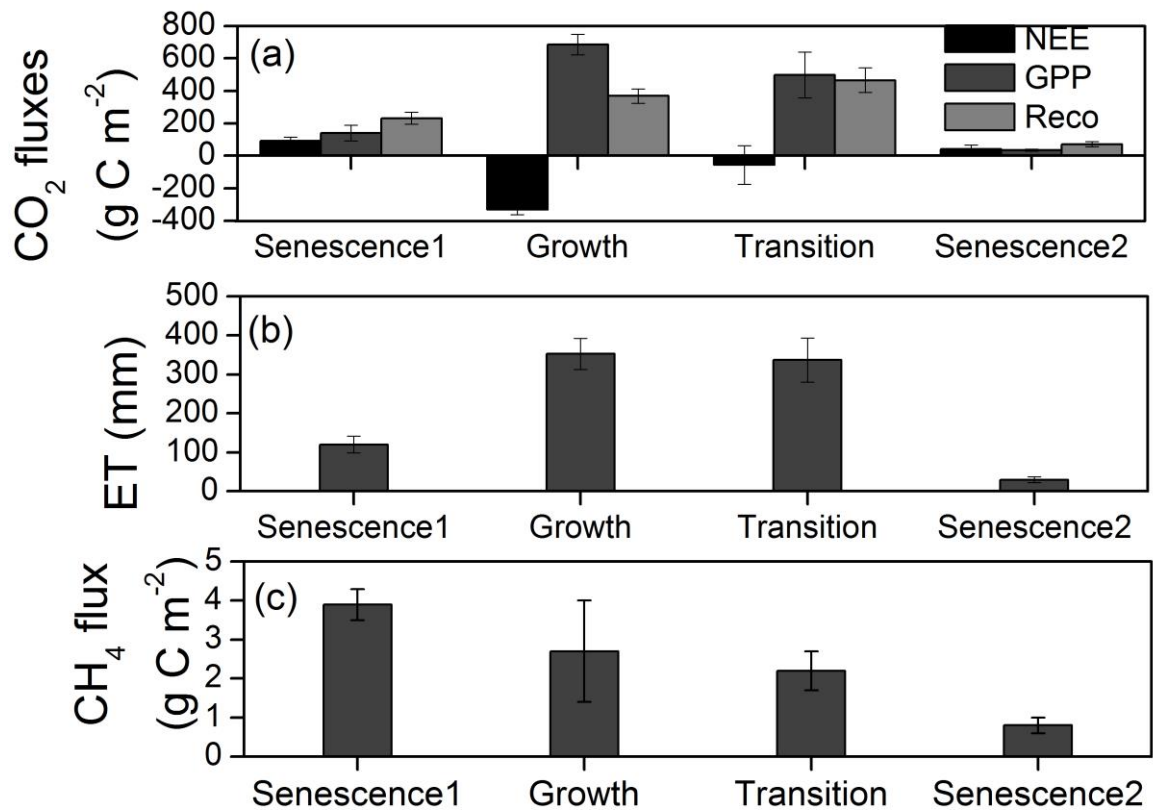 CO2 fluxes
(g C m-2)
800
600
400
200
0
-200
-400
(a)
NEE
GPP
Reco
Senescence1 Growth Transition Senescence2
ET (mm)
500
400
300
200
100
0
(b)
Senescence1 Growth Transition Senescence2
CH4 flux
(g C m-2)
5
4
3
2
1
0
(c)
Senescence1 Growth Transition Senescence2